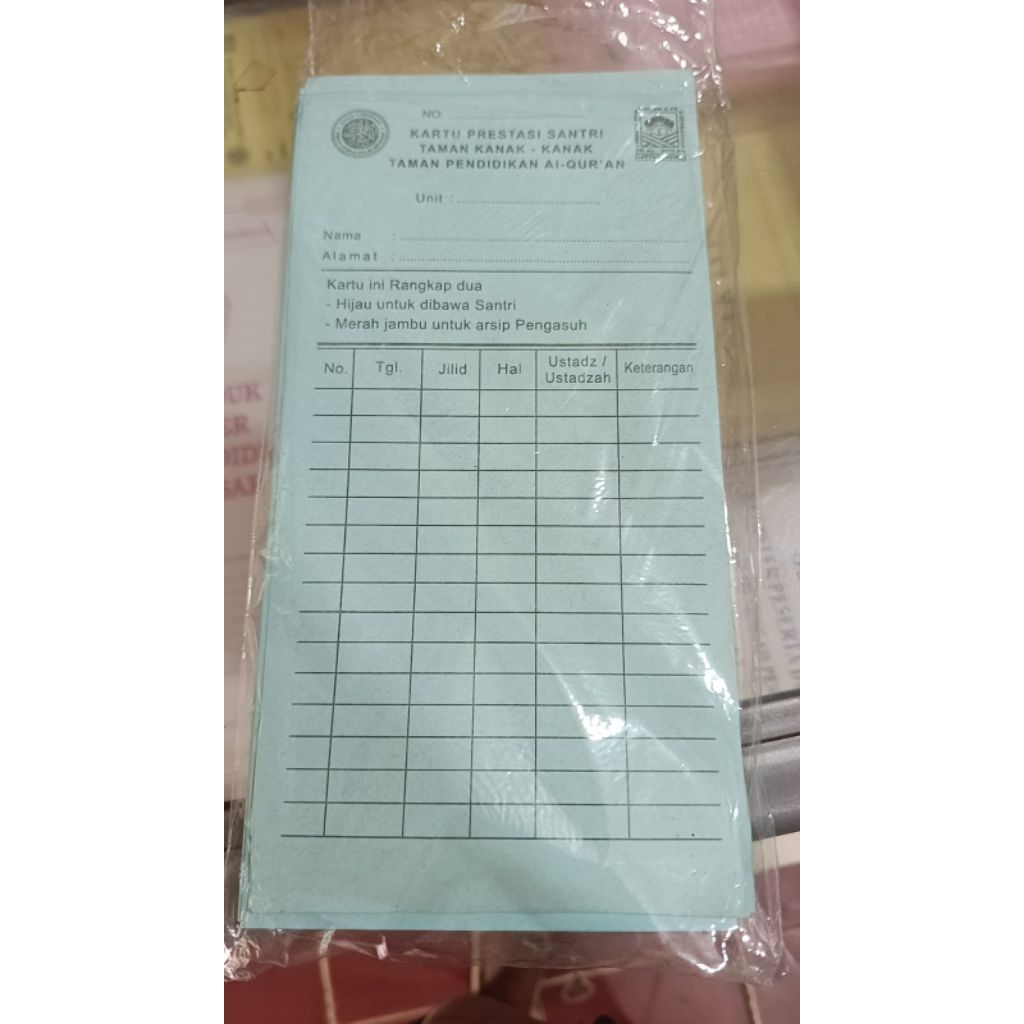 NO. ..............................
KARTU PRESTASI SANTRI
TAMAN KANAK - KANAK
TAMAN PENDIDIKAN Al-QUR'AN
Unit : ..............................
Nama : ..............................
Alamat : ..............................
Kartu ini Rangkap dua
- Hijau untuk dibawa Santri
- Merah jambu untuk arsip Pengasuh
No. Tgl. Jilid Hal Ustadz / Ustadzah Keterangan